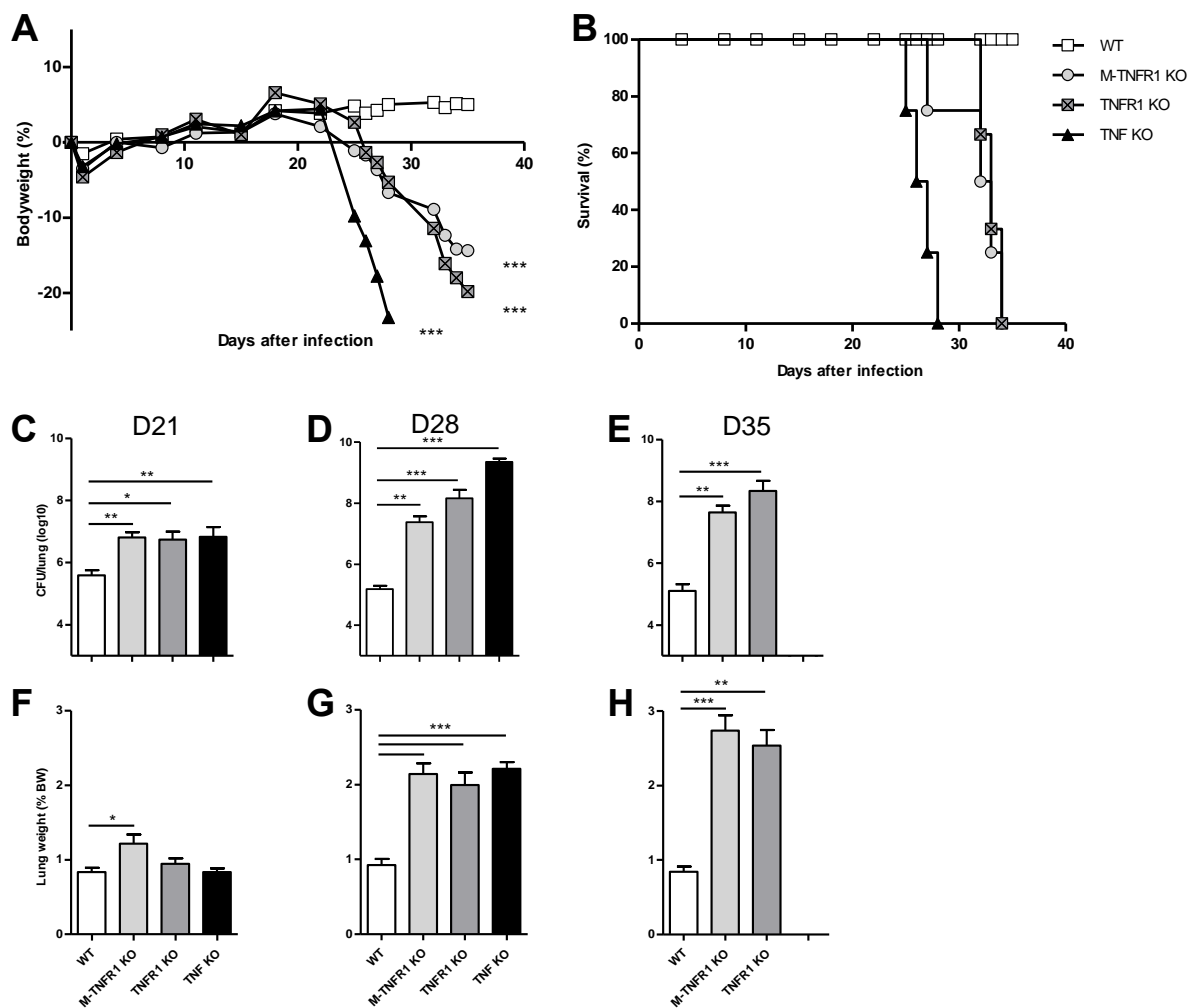 A
10
0
-10
-20
10
20
30
40
Bodyweight (%)
Days after infection
***
***
***
B
100
80
60
40
20
0
0
10
20
30
40
Survival (%)
Days after infection
WT
M-TNFR1 KO
TNFR1 KO
TNF KO
C
D21
10
8
6
4
CFU/lung (log10)
**
*
**
D
D28
10
8
6
4
***
***
**
E
D35
10
8
6
4
***
**
F
3
2
1
0
Lung weight (% BW)
*
WT
M-TNFR1 KO
TNFR1 KO
TNF KO
G
3
2
1
0
***
WT
M-TNFR1 KO
TNFR1 KO
TNF KO
H
3
2
1
0
**
***
WT
M-TNFR1 KO
TNFR1 KO
TNF KO